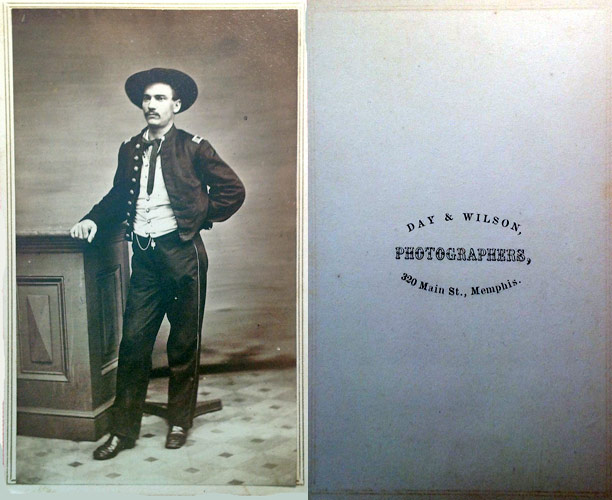 DAY & WILSON,
PHOTOGRAPHERS,
320 Main St., Memphis.